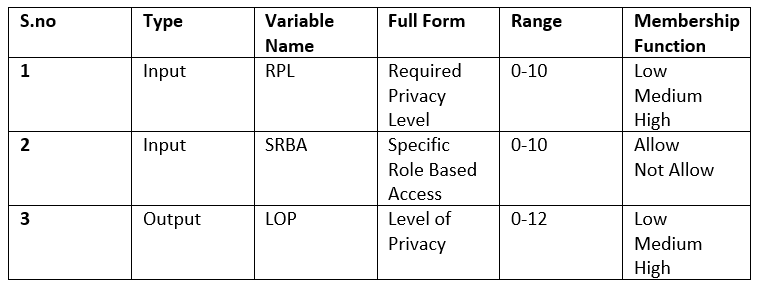 S.no Type Variable Name Full Form Range Membership Function
1 Input RPL Required Privacy Level 0-10 Low Medium High
2 Input SRBA Specific Role Based Access 0-10 Allow Not Allow
3 Output LOP Level of Privacy 0-12 Low Medium High